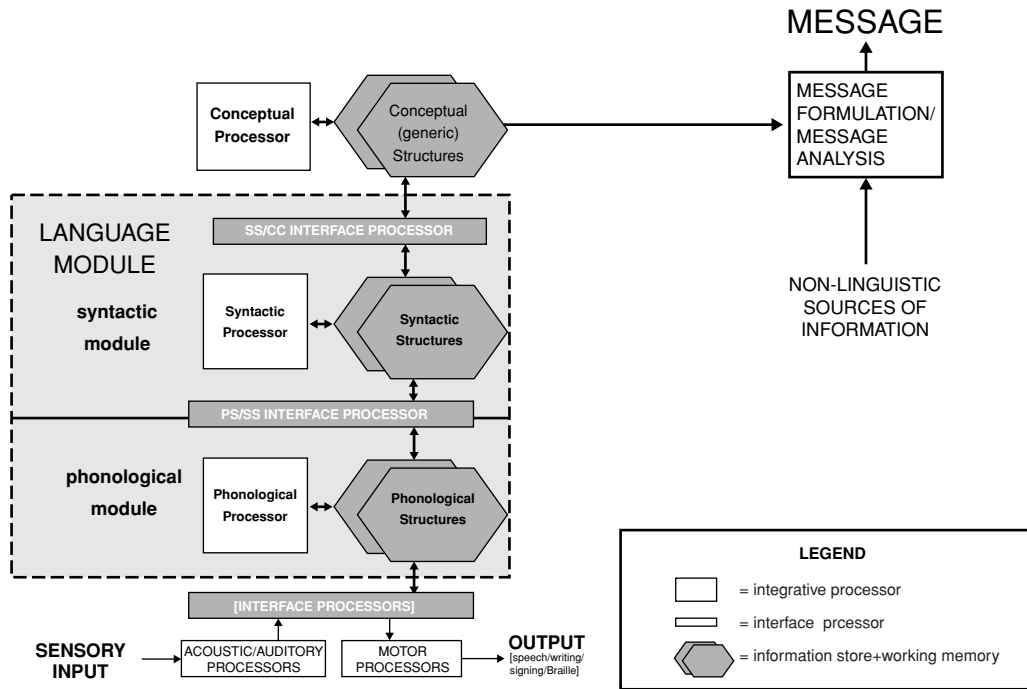 MESSAGE
MESSAGE
FORMULATION/
MESSAGE
ANALYSIS
NON-LINGUISTIC
SOURCES OF
INFORMATION
Conceptual
Processor
Conceptual
(generic)
Structures
LANGUAGE
MODULE
SS/CC INTERFACE PROCESSOR
syntactic
module
Syntactic
Processor
Syntactic
Structures
PS/SS INTERFACE PROCESSOR
phonological
module
Phonological
Processor
Phonological
Structures
[INTERFACE PROCESSORS]
SENSORY
INPUT
ACOUSTIC/AUDITORY
PROCESSORS
MOTOR
PROCESSORS
OUTPUT
[speech/writing/
signing/Braille]
LEGEND
= integrative processor
= interface prcessor
= information store+working memory